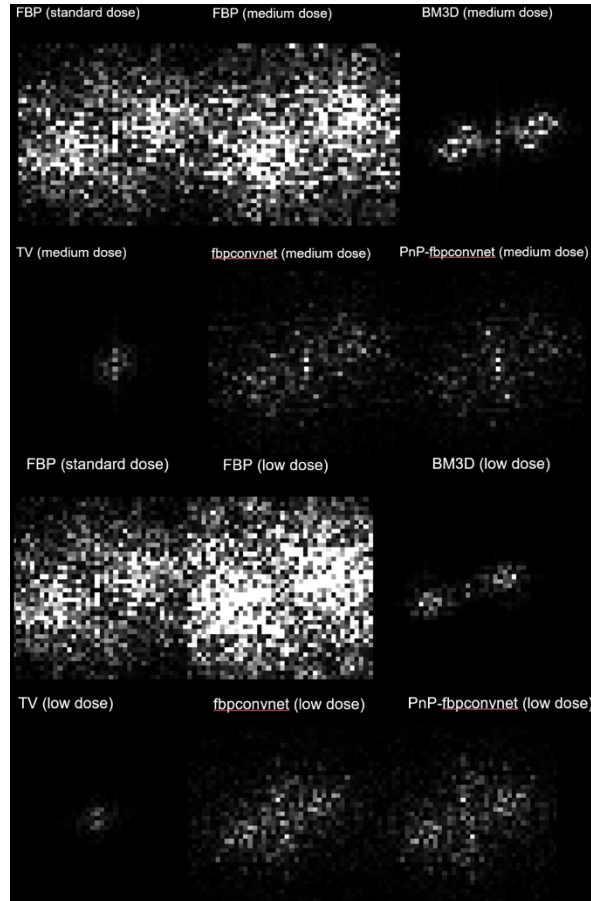 FBP (standard dose)
FBP (medium dose)
BM3D (medium dose)
TV (medium dose)
fbpconvnet (medium dose)
PnP-fbpconvnet (medium dose)
FBP (standard dose)
FBP (low dose)
BM3D (low dose)
TV (low dose)
fbpconvnet (low dose)
PnP-fbpconvnet (low dose)